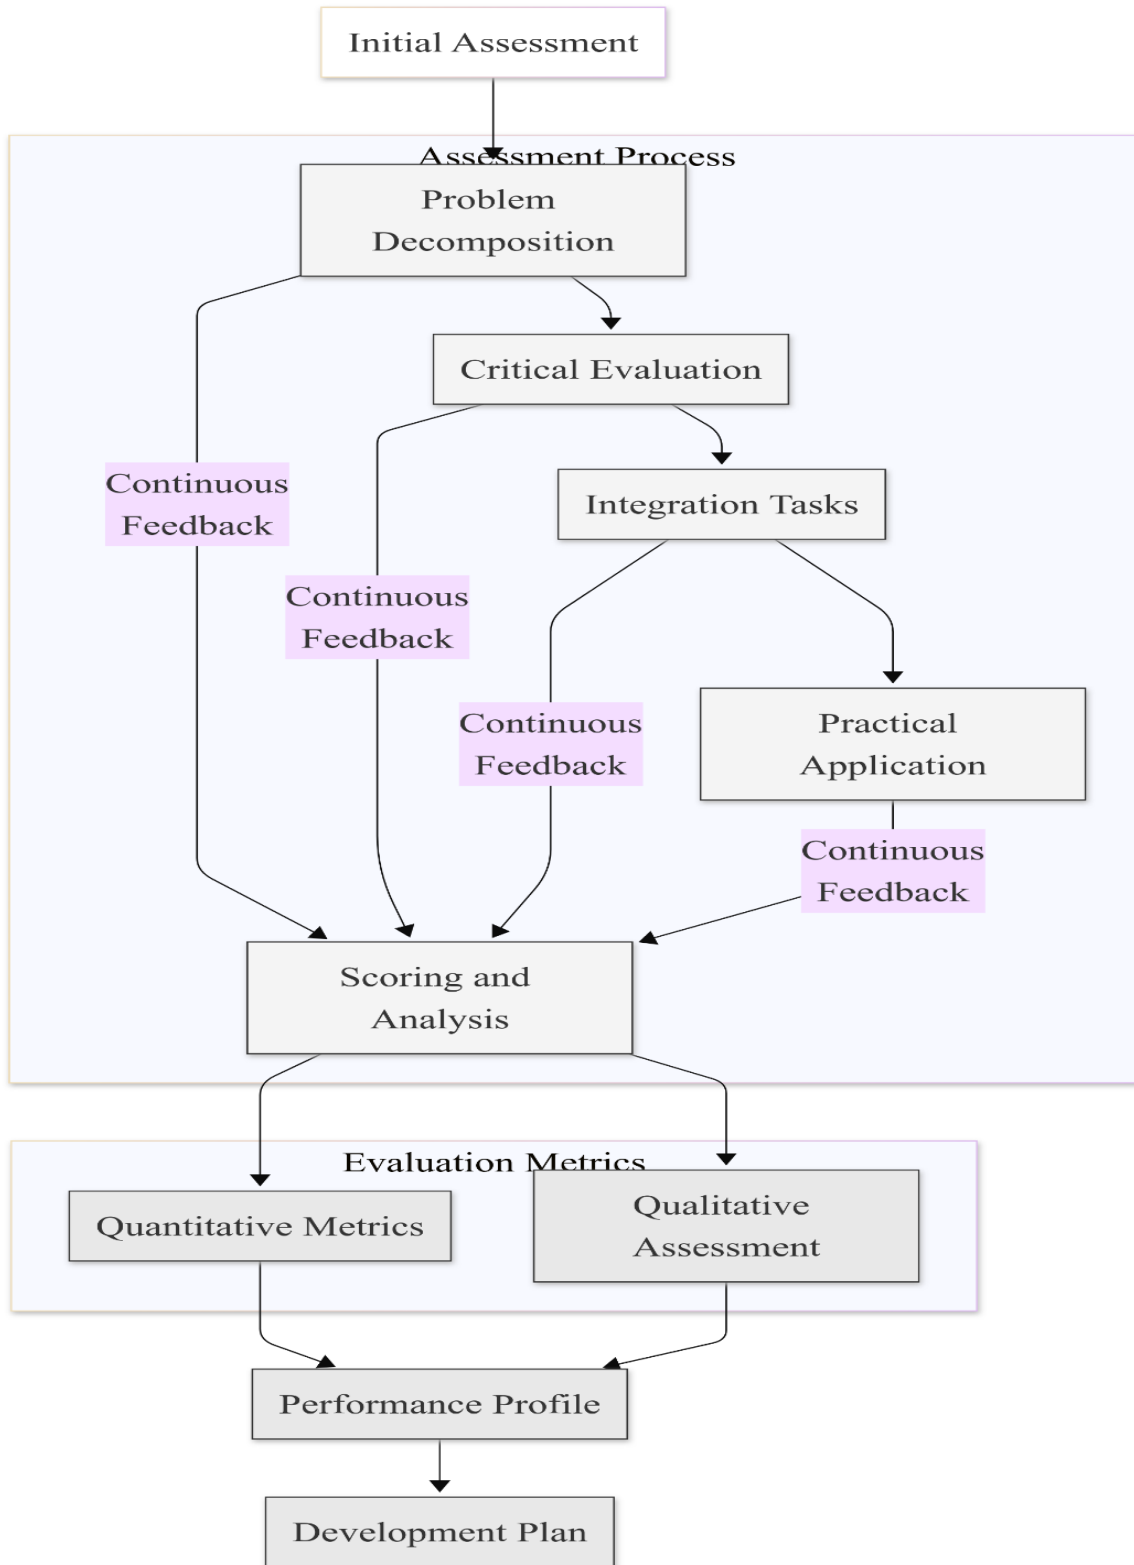 Initial Assessment
Assessment Process
Problem
Decomposition
Critical Evaluation
Continuous
Feedback
Integration Tasks
Continuous
Feedback
Continuous
Feedback
Practical
Application
Continuous
Feedback
Scoring and
Analysis
Evaluation Metrics
Quantitative Metrics
Qualitative
Assessment
Performance Profile
Development Plan